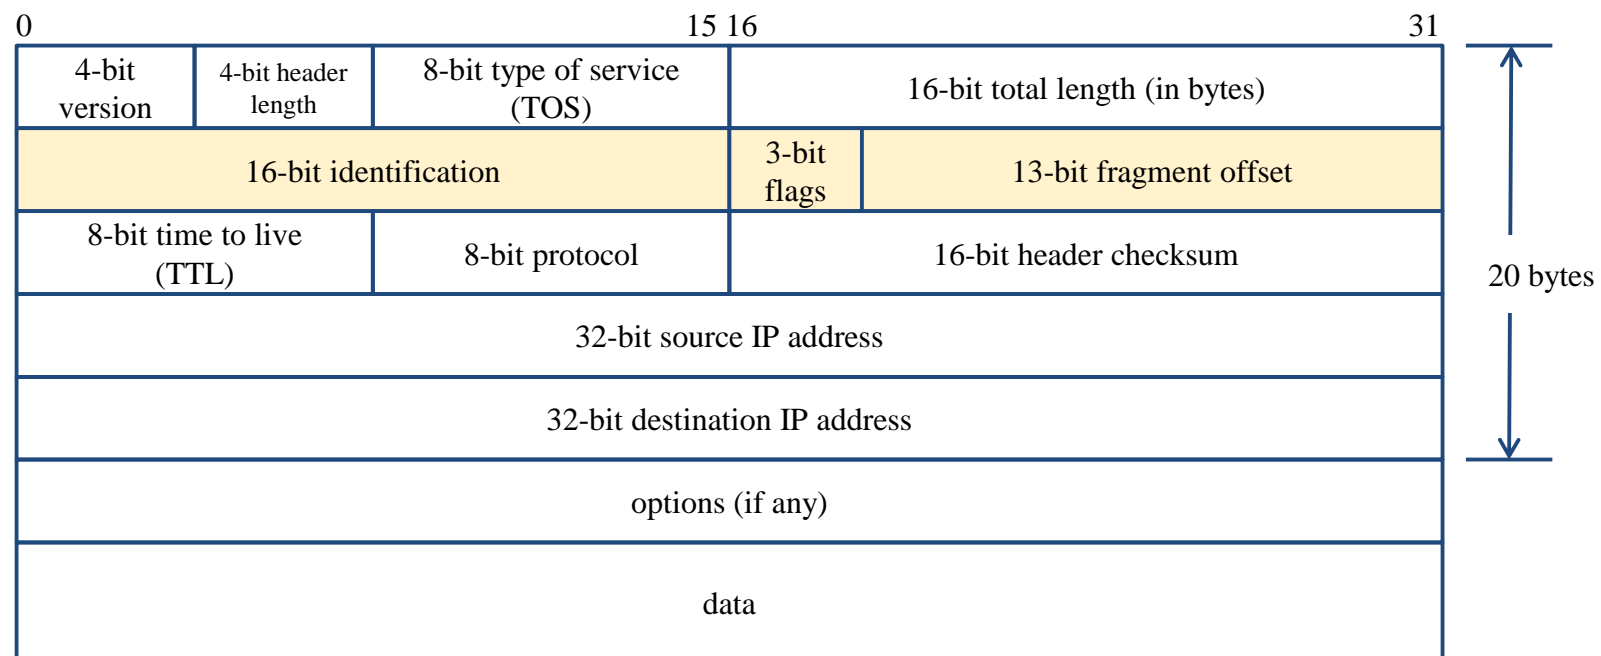 0 15 16 31
4-bit
version
4-bit header
length
8-bit type of service
(TOS)
16-bit total length (in bytes)
16-bit identification
3-bit
flags
13-bit fragment offset
8-bit time to live
(TTL)
8-bit protocol
16-bit header checksum
20 bytes
32-bit source IP address
32-bit destination IP address
options (if any)
data